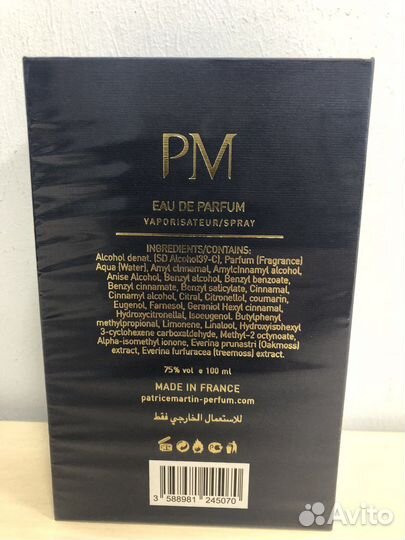 PM
EAU DE PARFUM
VAPORISATEUR/SPRAY
INGREDIENTS/CONTAINS:
Alcohol denat. (SD Alcohol39-C), Parfum (Fragrance)
Aqua (Water), Amyl cinnamal, Amylcinnamyl alcohol,
Anise Alcohol, Benzyl alcohol, Benzyl benzoate,
Benzyl cinnamate, Benzyl salicylate, Cinnamal,
Cinnamyl alcohol, Citral, Citronellol, coumarin,
Eugenol, Farnesol, Geraniol Hexyl cinnamal,
Hydroxycitronellal, Isoeugenol, Butylphenyl
methylpropional, Limonene, Linalool, Hydroxyisohexyl
3-cyclohexene carboxaldehyde, Methyl-2 octynoate,
Alpha-isomethyl ionone, Everina prunastri (Oakmoss)
extract, Everina furfuracea (treemoss) extract.
75% vol e 100 ml
MADE IN FRANCE
patricemartin-perfum.com
للاستعمال الخارجي فقط
3 588981 245070
Avito